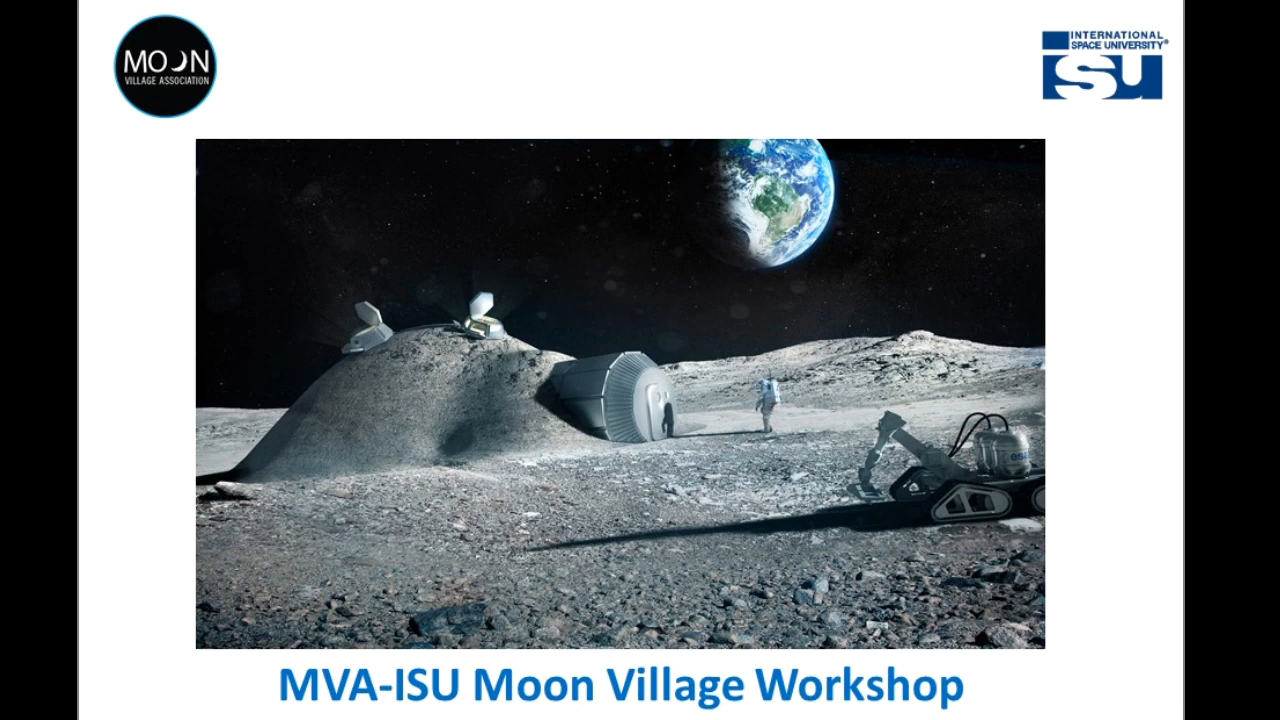 MOON
VILLAGE ASSOCIATION
INTERNATIONAL
SPACE UNIVERSITY®
ISU
esa
MVA-ISU Moon Village Workshop